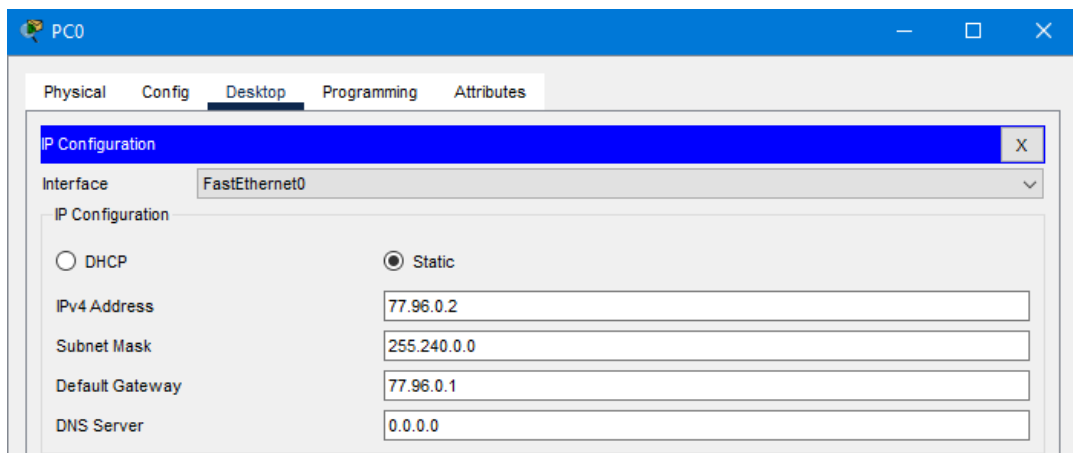 PC0
Physical Config Desktop Programming Attributes
IP Configuration X
Interface FastEthernet0
IP Configuration
DHCP Static
IPv4 Address 77.96.0.2
Subnet Mask 255.240.0.0
Default Gateway 77.96.0.1
DNS Server 0.0.0.0